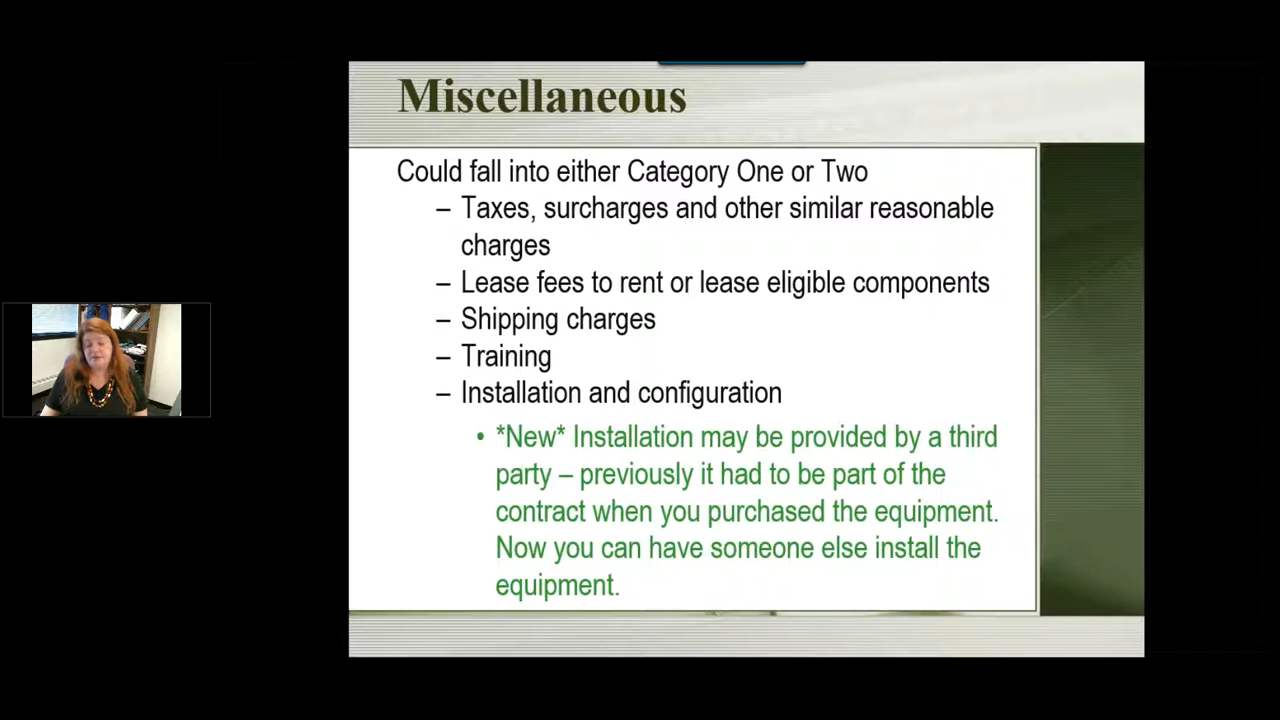 Miscellaneous
Could fall into either Category One or Two
– Taxes, surcharges and other similar reasonable
charges
– Lease fees to rent or lease eligible components
– Shipping charges
– Training
– Installation and configuration
• *New* Installation may be provided by a third
party – previously it had to be part of the
contract when you purchased the equipment.
Now you can have someone else install the
equipment.